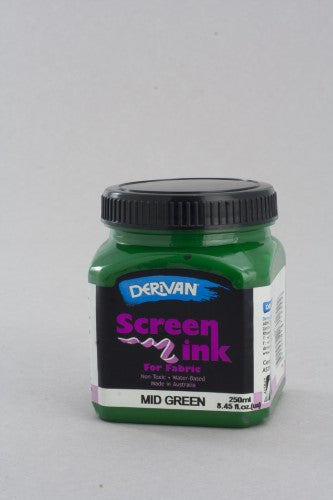 DERIVAN
Screen
ink
For Fabric
Non Toxic • Water-Based
Made in Australia
MID GREEN
250ml
8.45 fl.oz.(us)